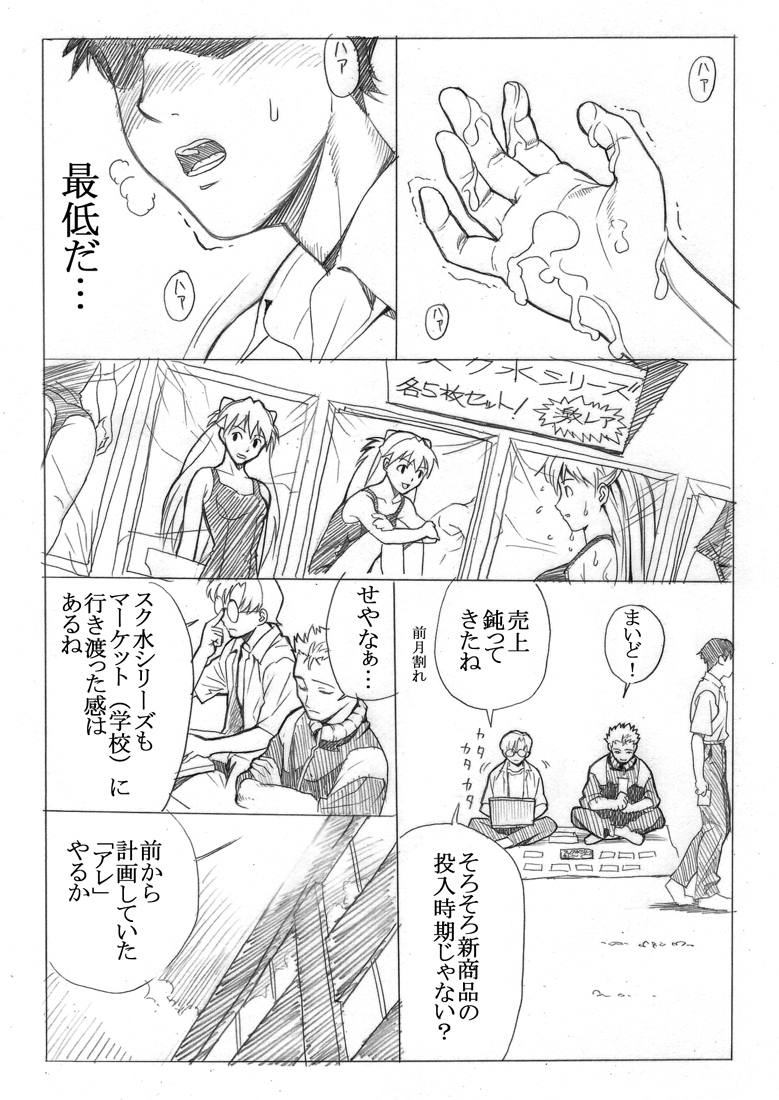 ハァ
ハァ
ハァ
ハァ
最低だ…
スク水シリーズ
各5枚セット!
激レア
まいど!
売上
鈍って
きたね
前月割れ
カタカタ
カタカタ
そろそろ新商品の
投入時期じゃない?
せやなぁ…
スク水シリーズも
マーケット(学校)に
行き渡った感は
あるね
前から
計画していた
「アレ」
やるか